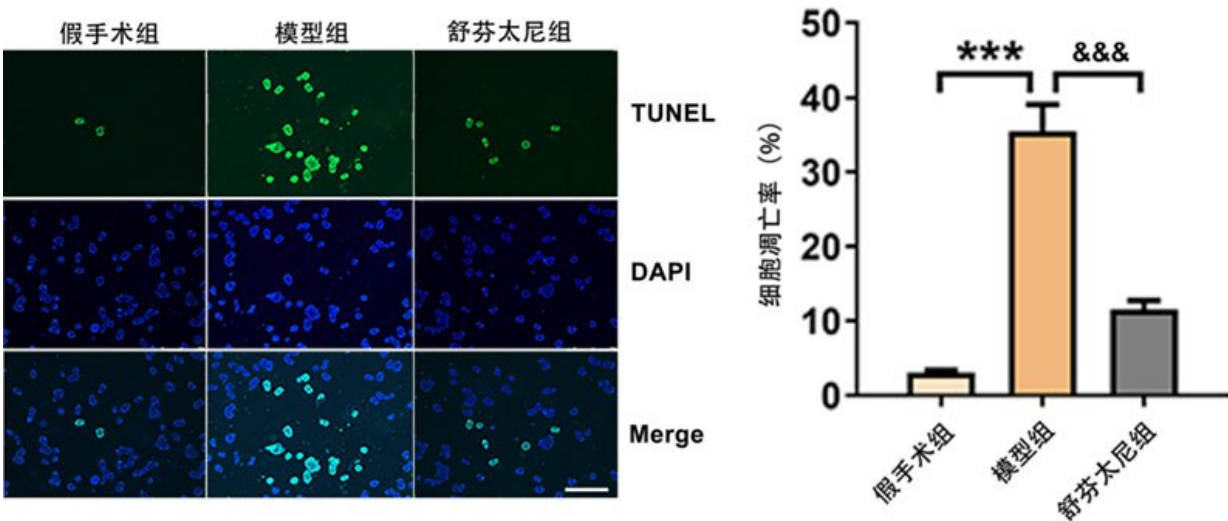 假手术组 模型组 舒芬太尼组
TUNEL
DAPI
Merge
50
40
30
20
10
0
细胞凋亡率 (%)
*** &&&
假手术组
模型组
舒芬太尼组